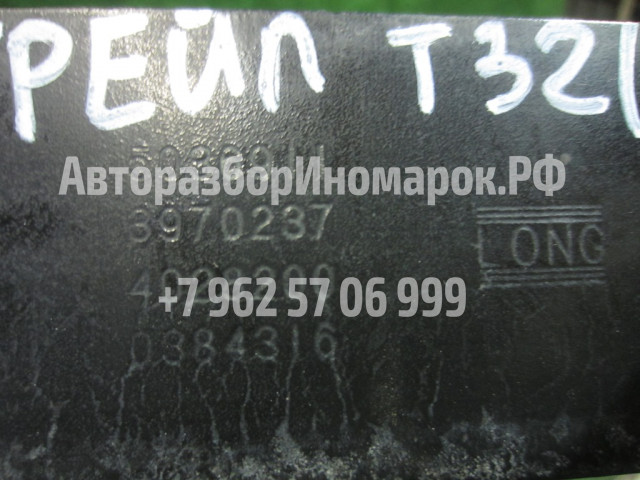 РЕЙЛ Т32
АвторазборИномарок.РФ
3970237
LONG
+7 962 57 06 999
0384316